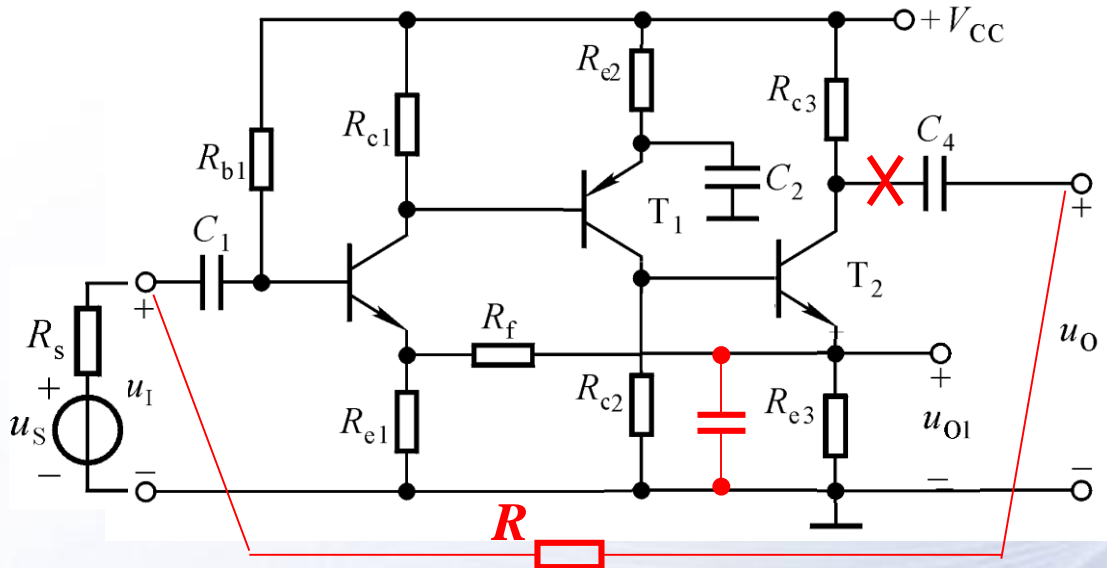 +V_CC
R_e2
R_c3
R_c1
C_4
R_b1
C_2
+
T_1
C_1
T_2
+
R_s
R_f
+
u_O
+
u_I
R_c2
R_e3
u_S
R_e1
u_O1
−
−
−
−
R